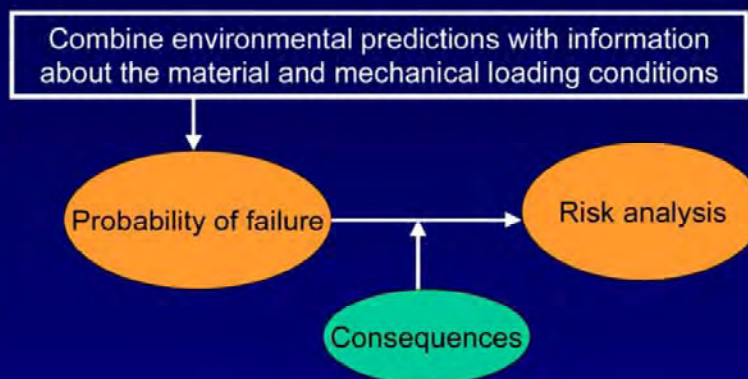 Combine environmental predictions with information
about the material and mechanical loading conditions
Probability of failure
Risk analysis
Consequences